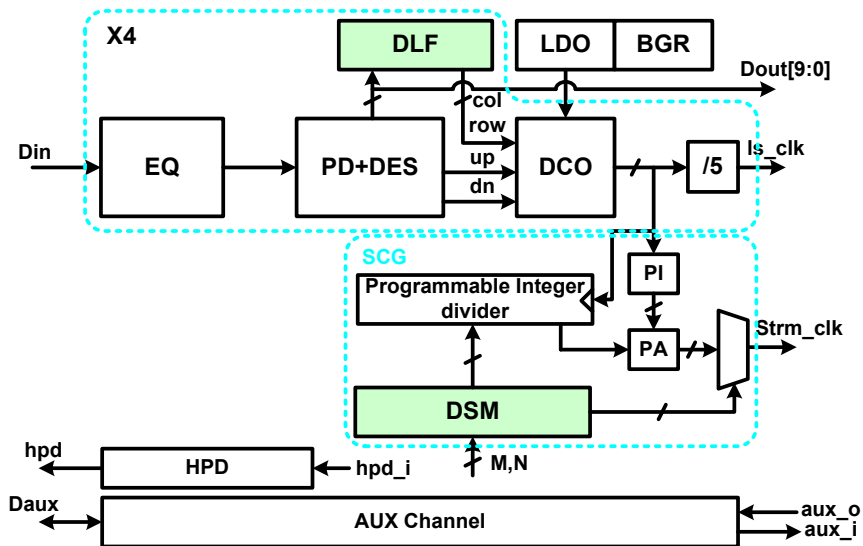 X4
DLF
LDO
BGR
Dout[9:0]
col
row
Din
EQ
PD+DES
up
dn
DCO
/5
ls_clk
SCG
Programmable Integer
divider
PI
PA
Strm_clk
DSM
M,N
hpd
HPD
hpd_i
Daux
AUX Channel
aux_o
aux_i